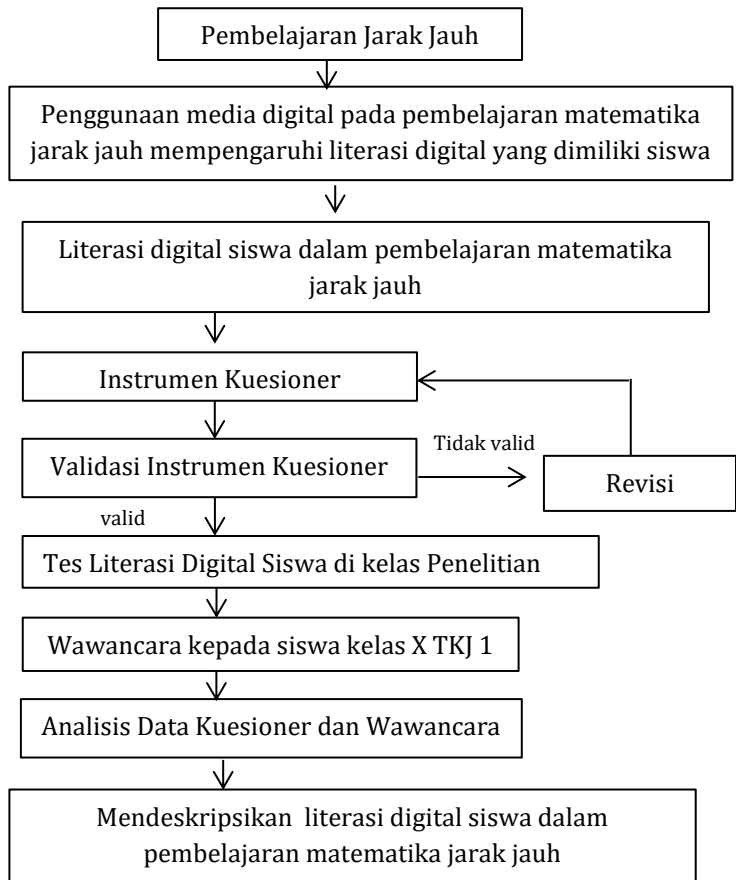 Pembelajaran Jarak Jauh
Penggunaan media digital pada pembelajaran matematika
jarak jauh mempengaruhi literasi digital yang dimiliki siswa
Literasi digital siswa dalam pembelajaran matematika
jarak jauh
Instrumen Kuesioner
Validasi Instrumen Kuesioner
Tidak valid
Revisi
valid
Tes Literasi Digital Siswa di kelas Penelitian
Wawancara kepada siswa kelas X TKJ 1
Analisis Data Kuesioner dan Wawancara
Mendeskripsikan literasi digital siswa dalam
pembelajaran matematika jarak jauh